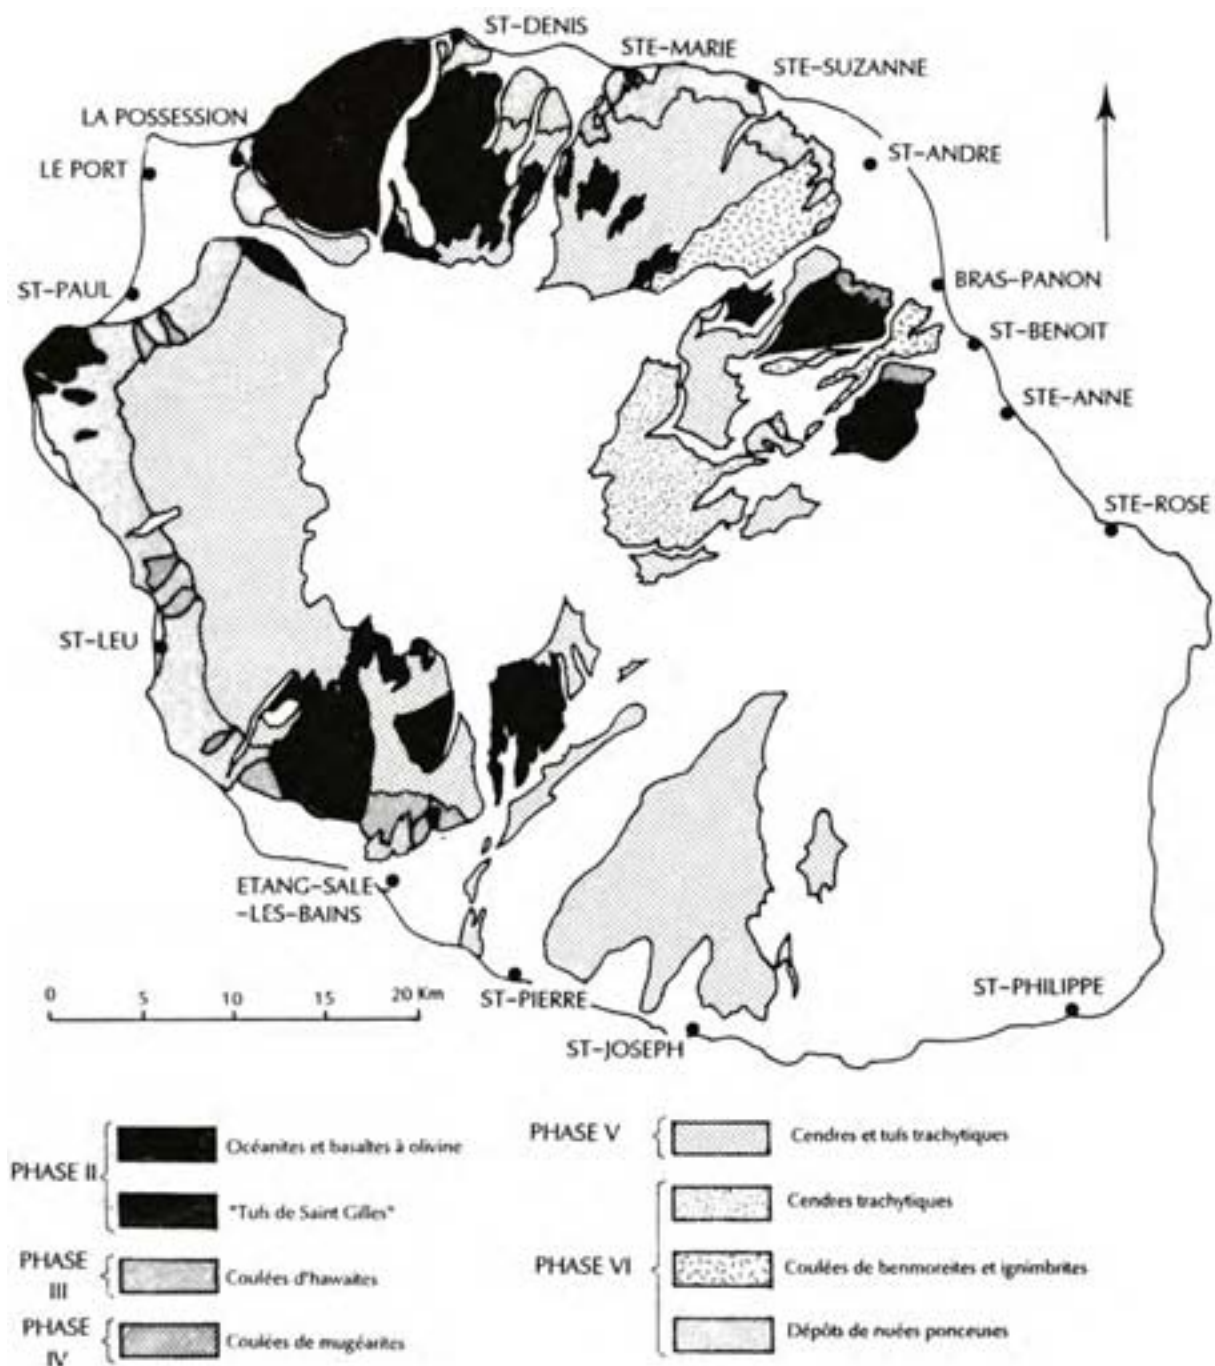 ST-DENIS
STE-MARIE
STE-SUZANNE
LA POSSESSION
LE PORT
ST-ANDRE
ST-PAUL
BRAS-PANON
ST-BENOIT
STE-ANNE
STE-ROSE
ST-LEU
ETANG-SALE
-LES-BAINS
0 5 10 15 20 Km
ST-PIERRE
ST-PHILIPPE
ST-JOSEPH
PHASE II
Océanites et basaltes à olivine
"Tufs de Saint Gilles"
PHASE
III
Coulées d'hawaites
PHASE
IV
Coulées de mugéarites
PHASE V
Cendres et tufs trachytiques
PHASE VI
Cendres trachytiques
Coulées de benmoreites et ignimbrites
Dépôts de nuées ponceuses